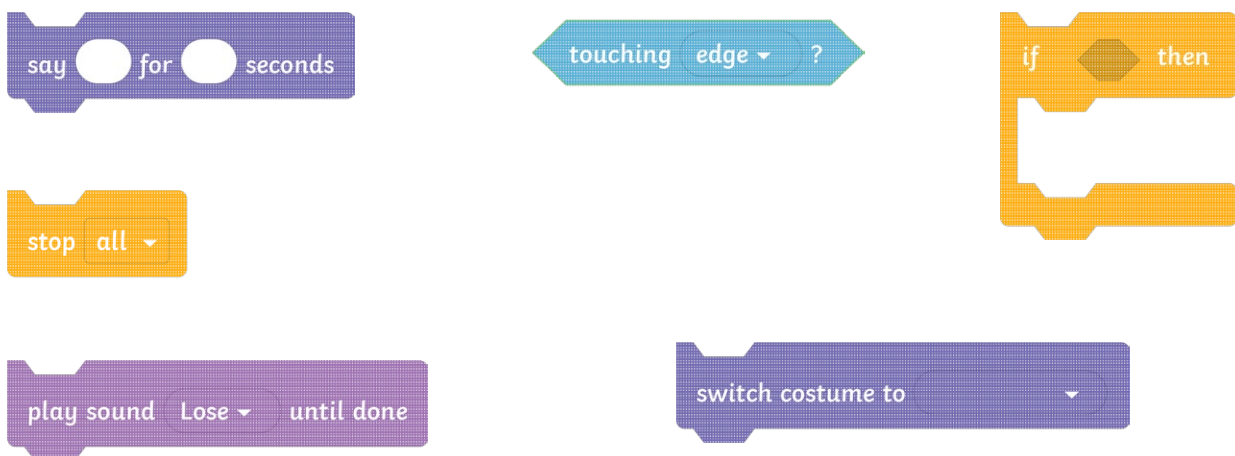 say for seconds
touching edge ?
if then
stop all
play sound Lose until done
switch costume to